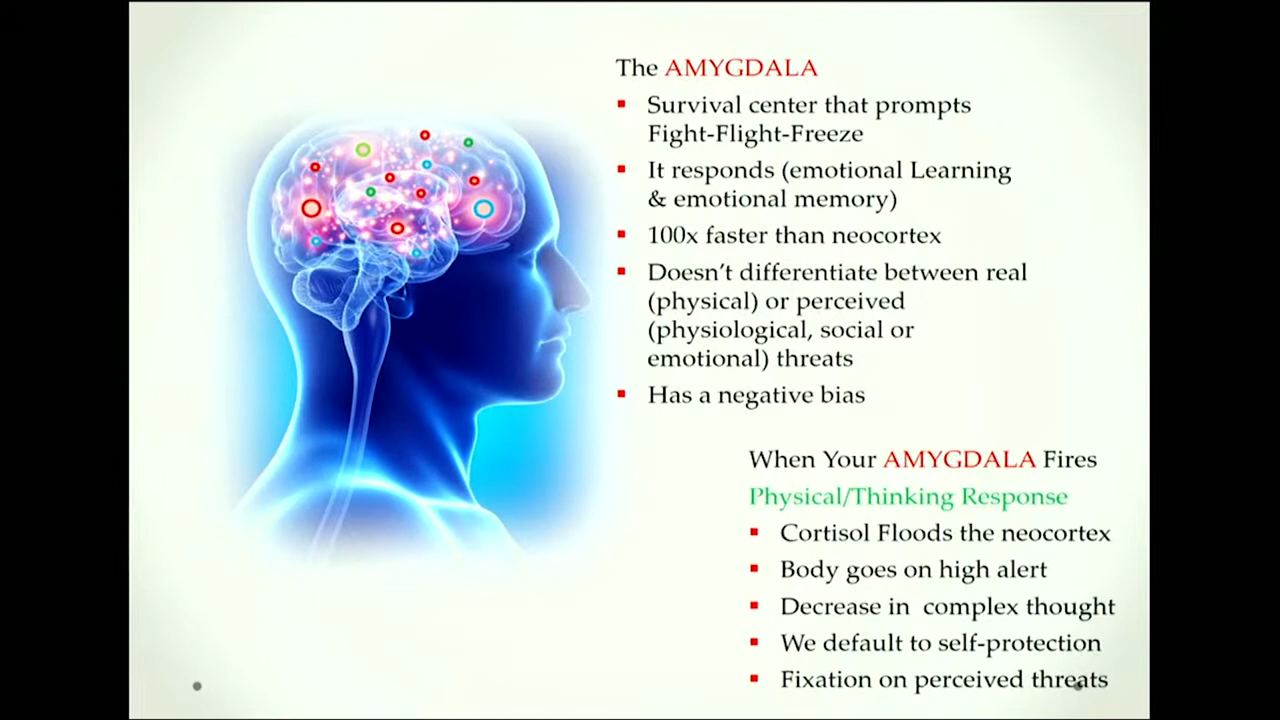 The AMYGDALA
▪ Survival center that prompts
Fight-Flight-Freeze
▪ It responds (emotional Learning
& emotional memory)
▪ 100x faster than neocortex
▪ Doesn’t differentiate between real
(physical) or perceived
(physiological, social or
emotional) threats
▪ Has a negative bias
When Your AMYGDALA Fires
Physical/Thinking Response
▪ Cortisol Floods the neocortex
▪ Body goes on high alert
▪ Decrease in  complex thought
▪ We default to self-protection
▪ Fixation on perceived threats